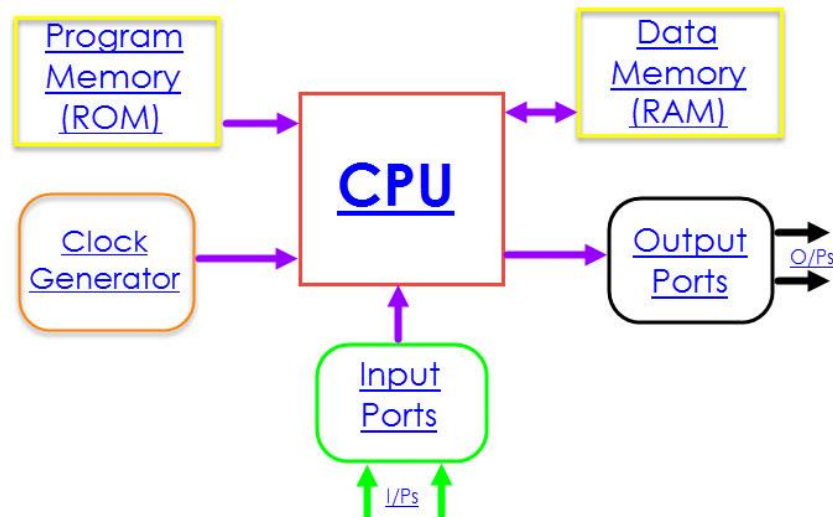 Program
Memory
(ROM)
Data
Memory
(RAM)
CPU
Clock
Generator
Output
Ports
O/Ps
Input
Ports
I/Ps